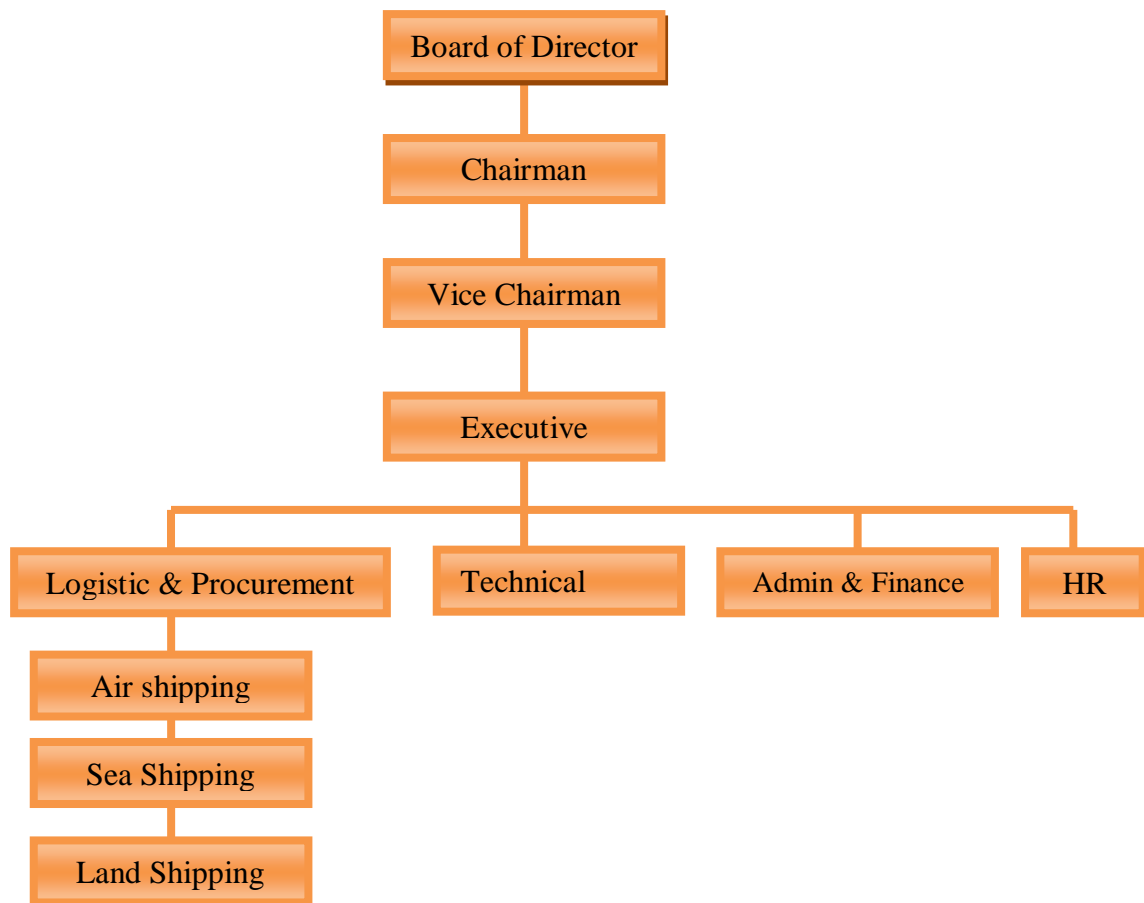 Board of Director
Chairman
Vice Chairman
Executive
Logistic & Procurement
Technical
Admin & Finance
HR
Air shipping
Sea Shipping
Land Shipping